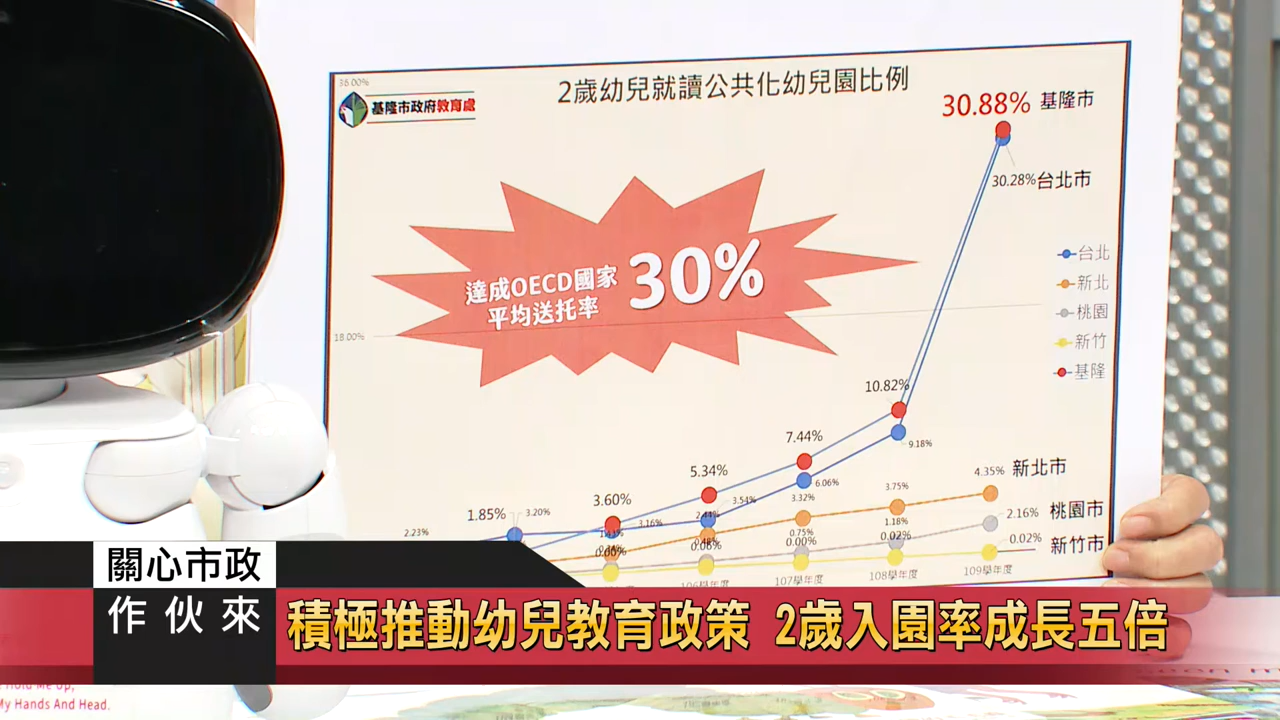 36.00%
2歲幼兒就讀公共化幼兒園比例
基隆市政府教育處
30.88% 基隆市
30.28%台北市
達成OECD國家
平均送托率
30%
台北
新北
桃園
新竹
基隆
18.00%
10.82%
9.18%
7.44%
6.06%
5.34%
3.54%
3.60%
3.16%
1.85%
3.20%
2.23%
4.35% 新北市
3.75%
3.32%
2.16% 桃園市
1.18%
0.75%
0.02% 新竹市
0.02%
0.00%
0.06%
107學年度
108學年度
109學年度
關心市政
作伙來
積極推動幼兒教育政策 2歲入園率成長五倍
My Hands And Head.